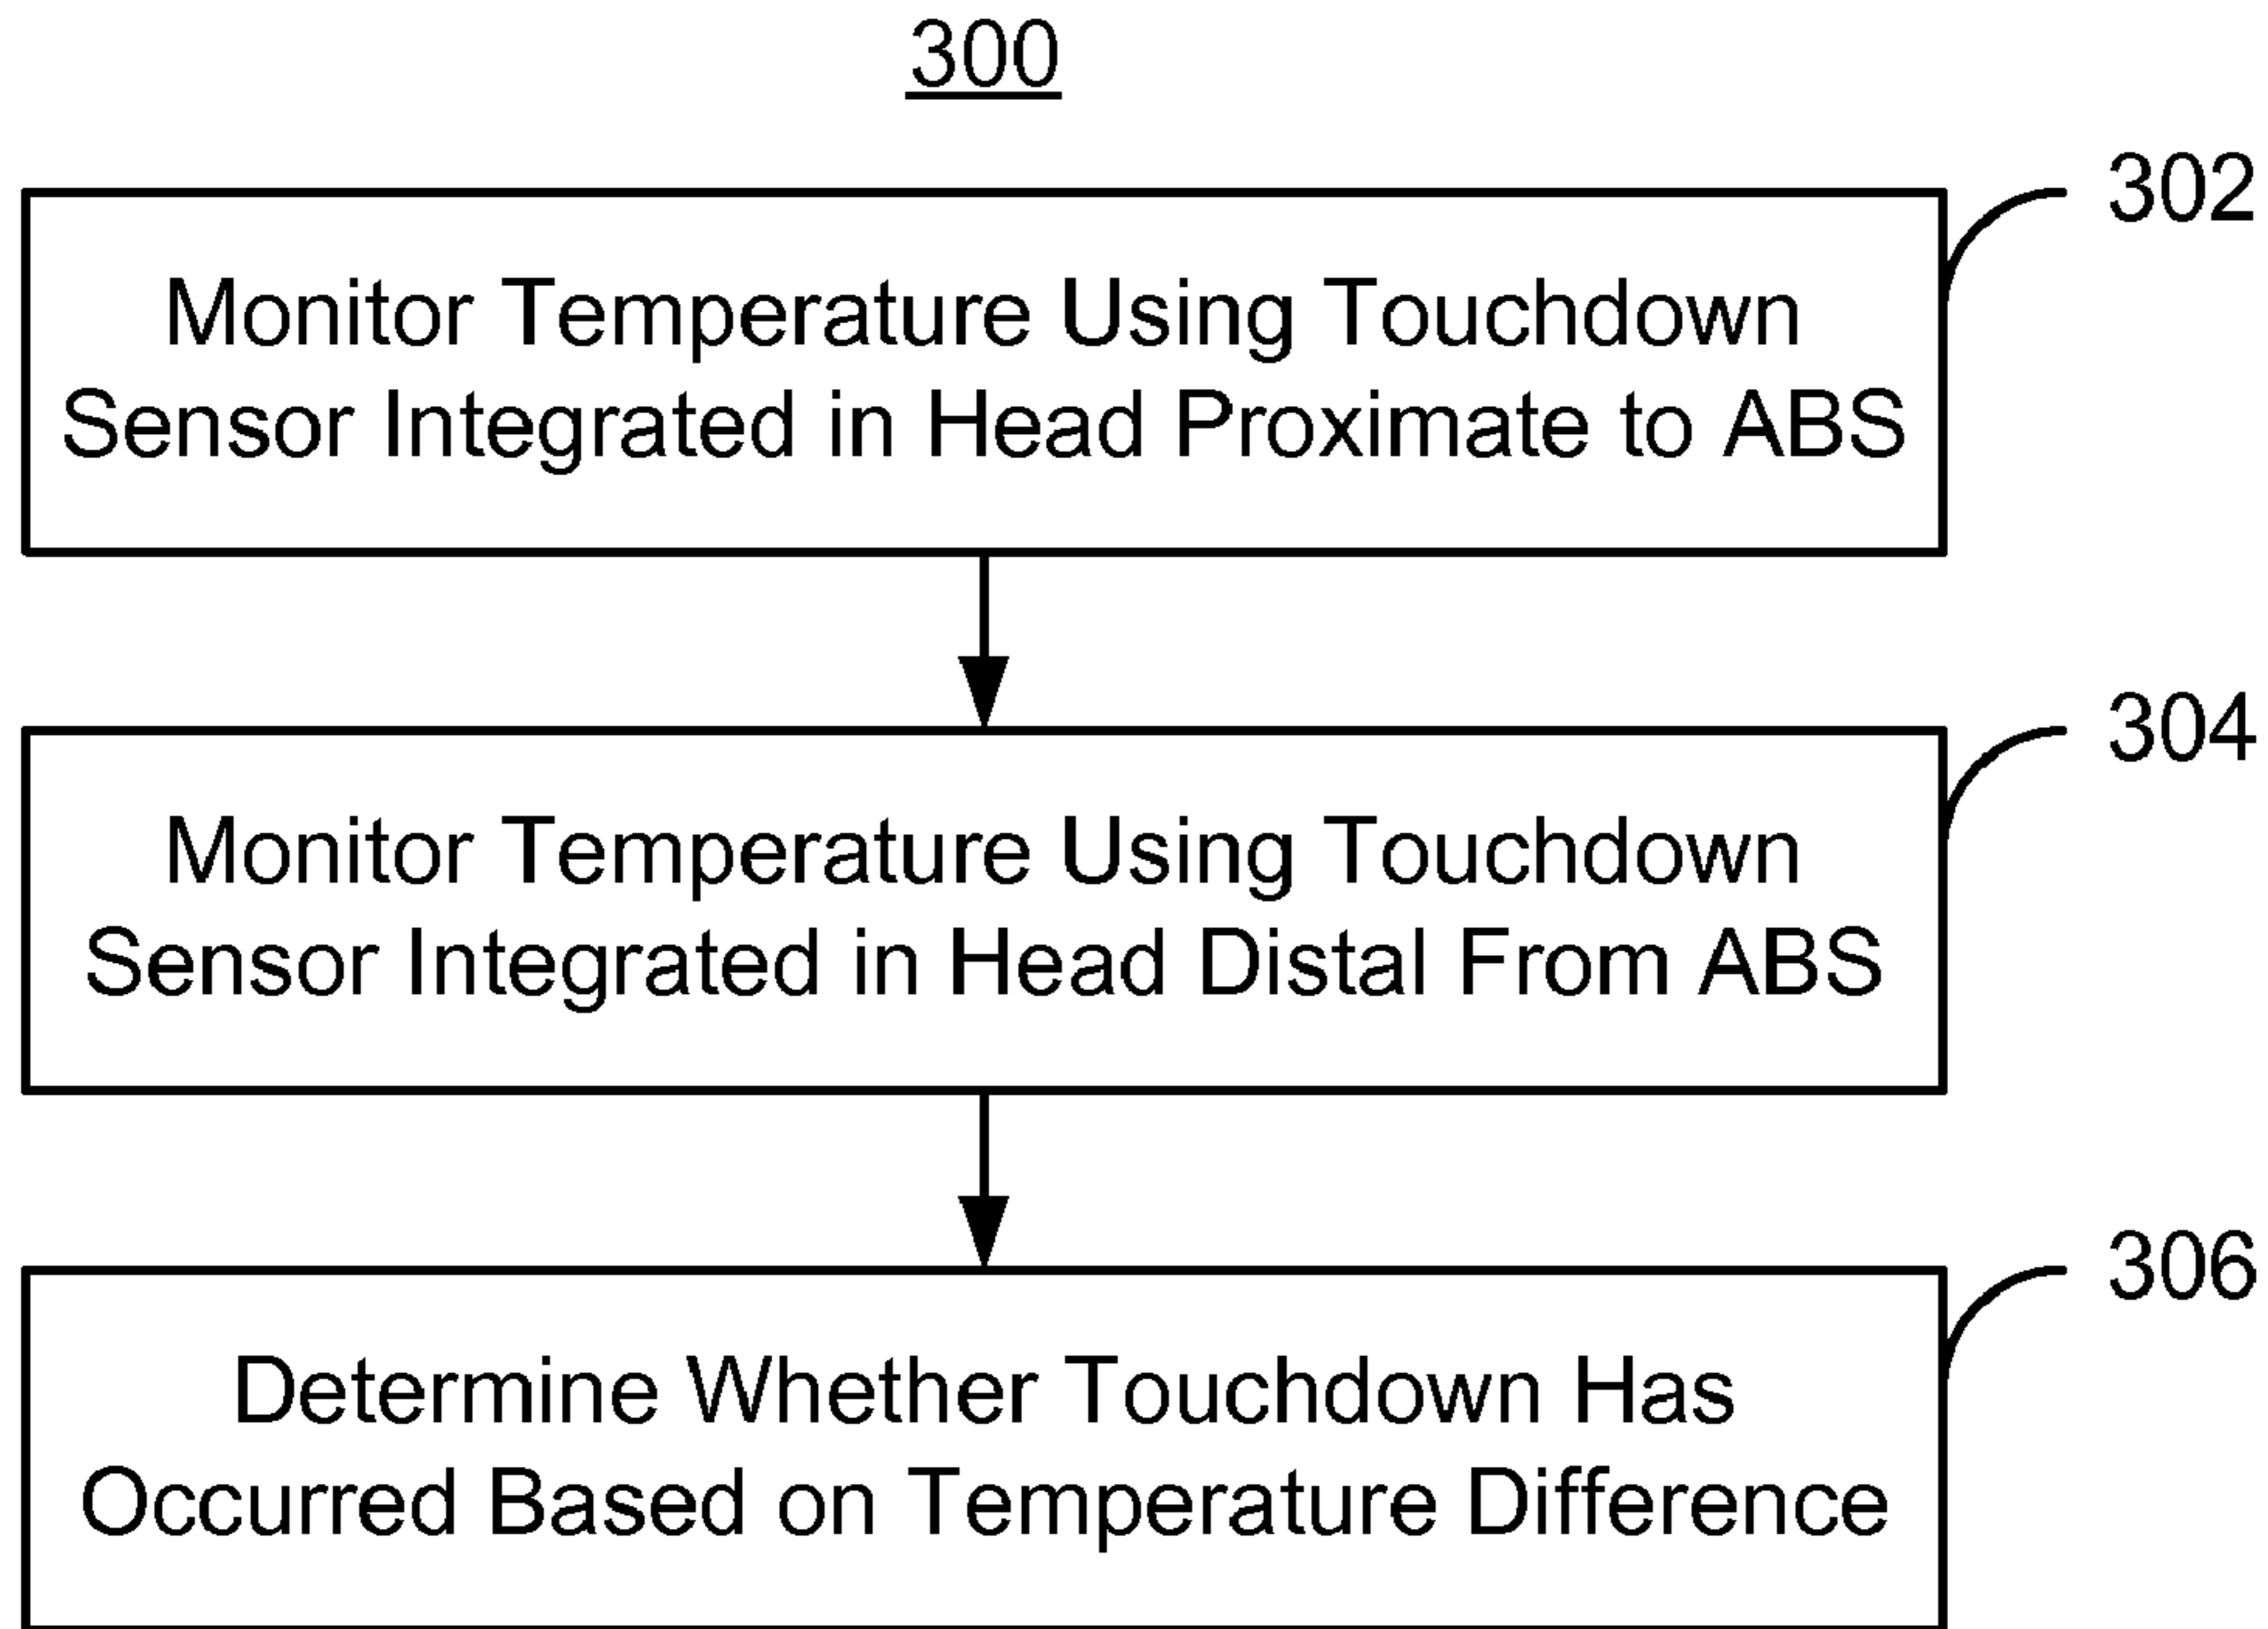 300
302
Monitor Temperature Using Touchdown
Sensor Integrated in Head Proximate to ABS
304
Monitor Temperature Using Touchdown
Sensor Integrated in Head Distal From ABS
306
Determine Whether Touchdown Has
Occurred Based on Temperature Difference